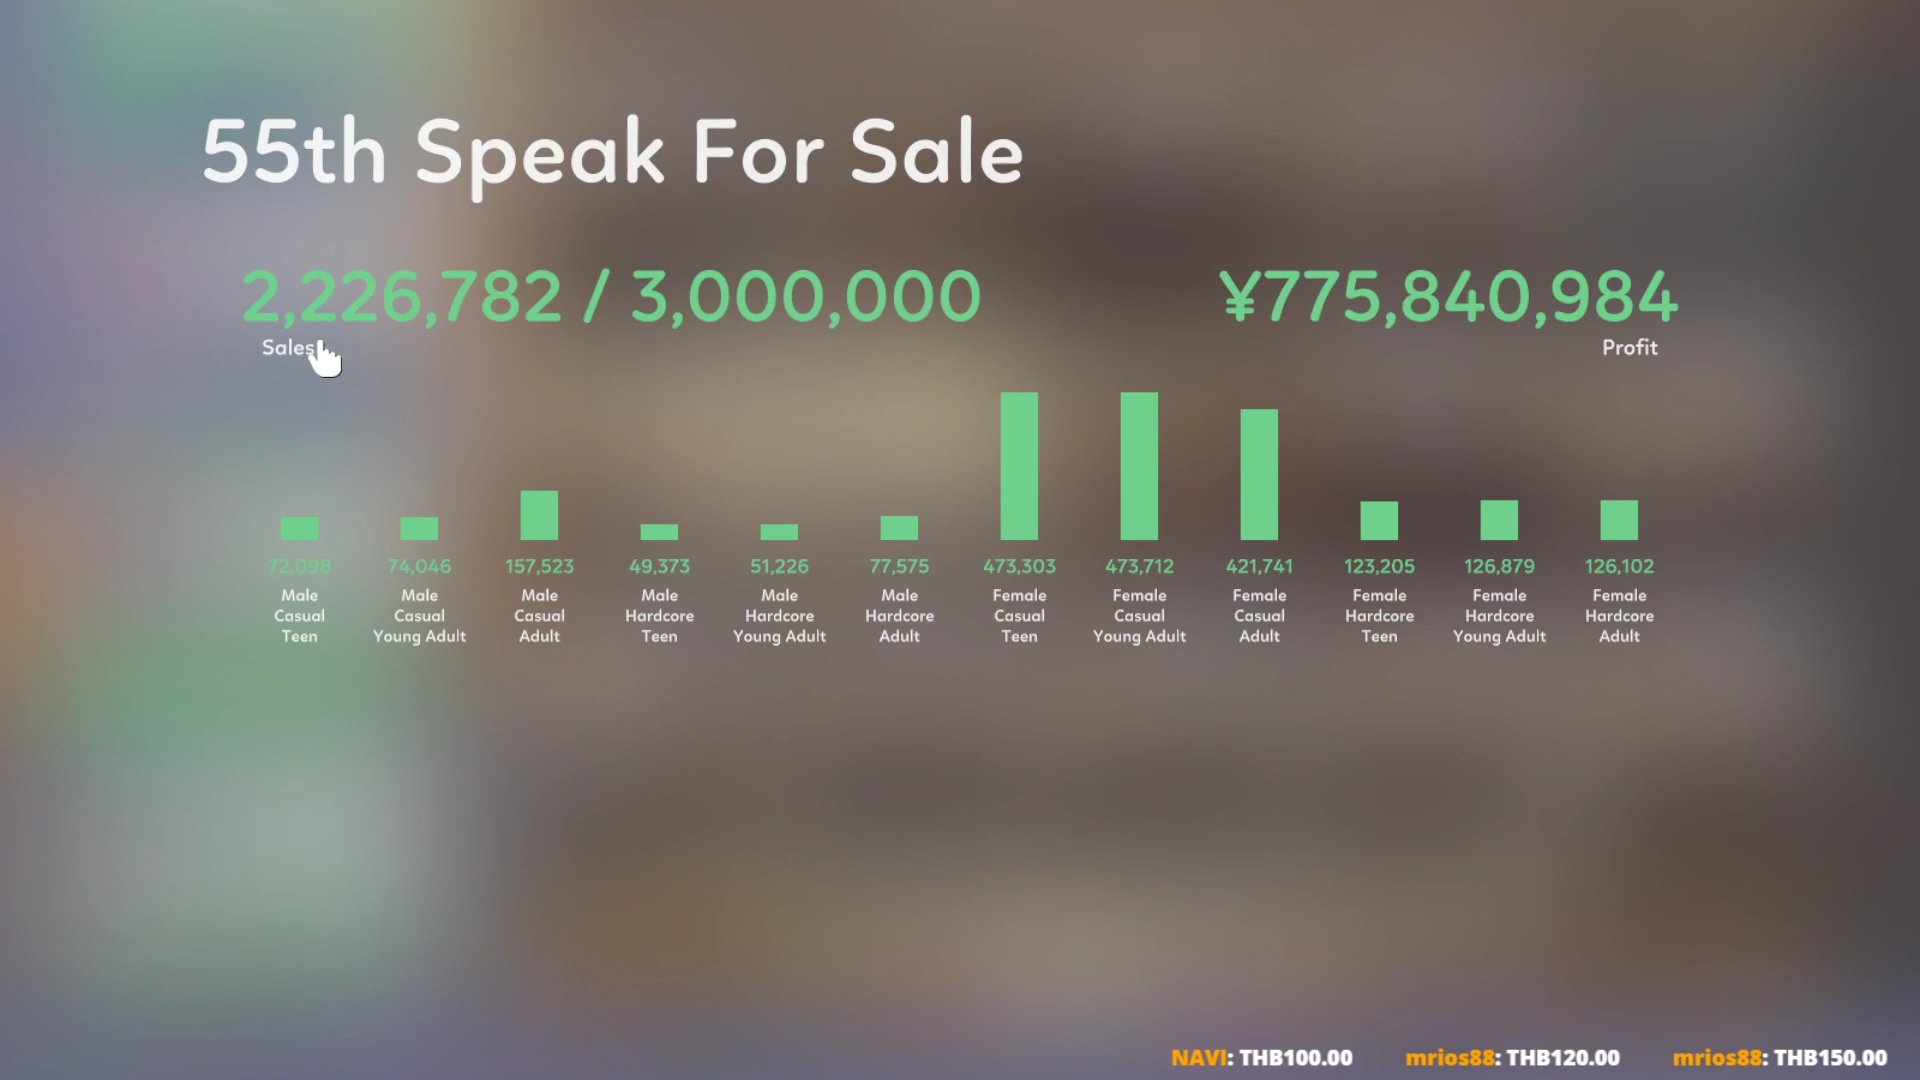 55th Speak For Sale
2,226,782 / 3,000,000 ¥775,840,984
Sales Profit
72,098 74,046 157,523 49,373 51,226 77,575 473,303 473,712 421,741 123,205 126,879 126,102
Male Male Male Male Male Male Female Female Female Female Female Female
Casual Casual Casual Hardcore Hardcore Hardcore Casual Casual Casual Hardcore Hardcore Hardcore
Teen Young Adult Adult Teen Young Adult Adult Teen Young Adult Adult Teen Young Adult Adult
NAVI: THB100.00 mrios88: THB120.00 mrios88: THB150.00